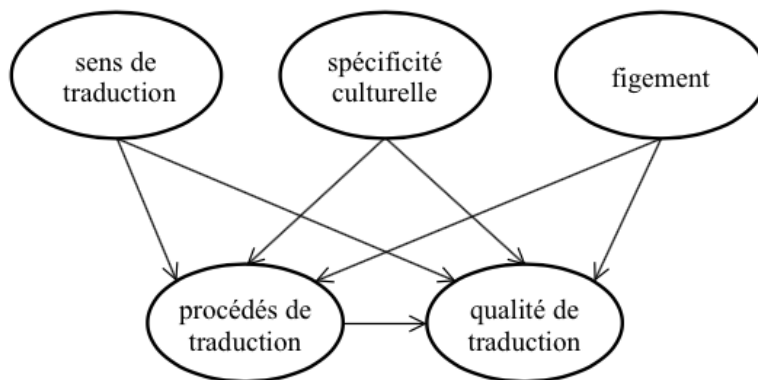 sens de
traduction
spécificité
culturelle
figement
procédés de
traduction
qualité de
traduction